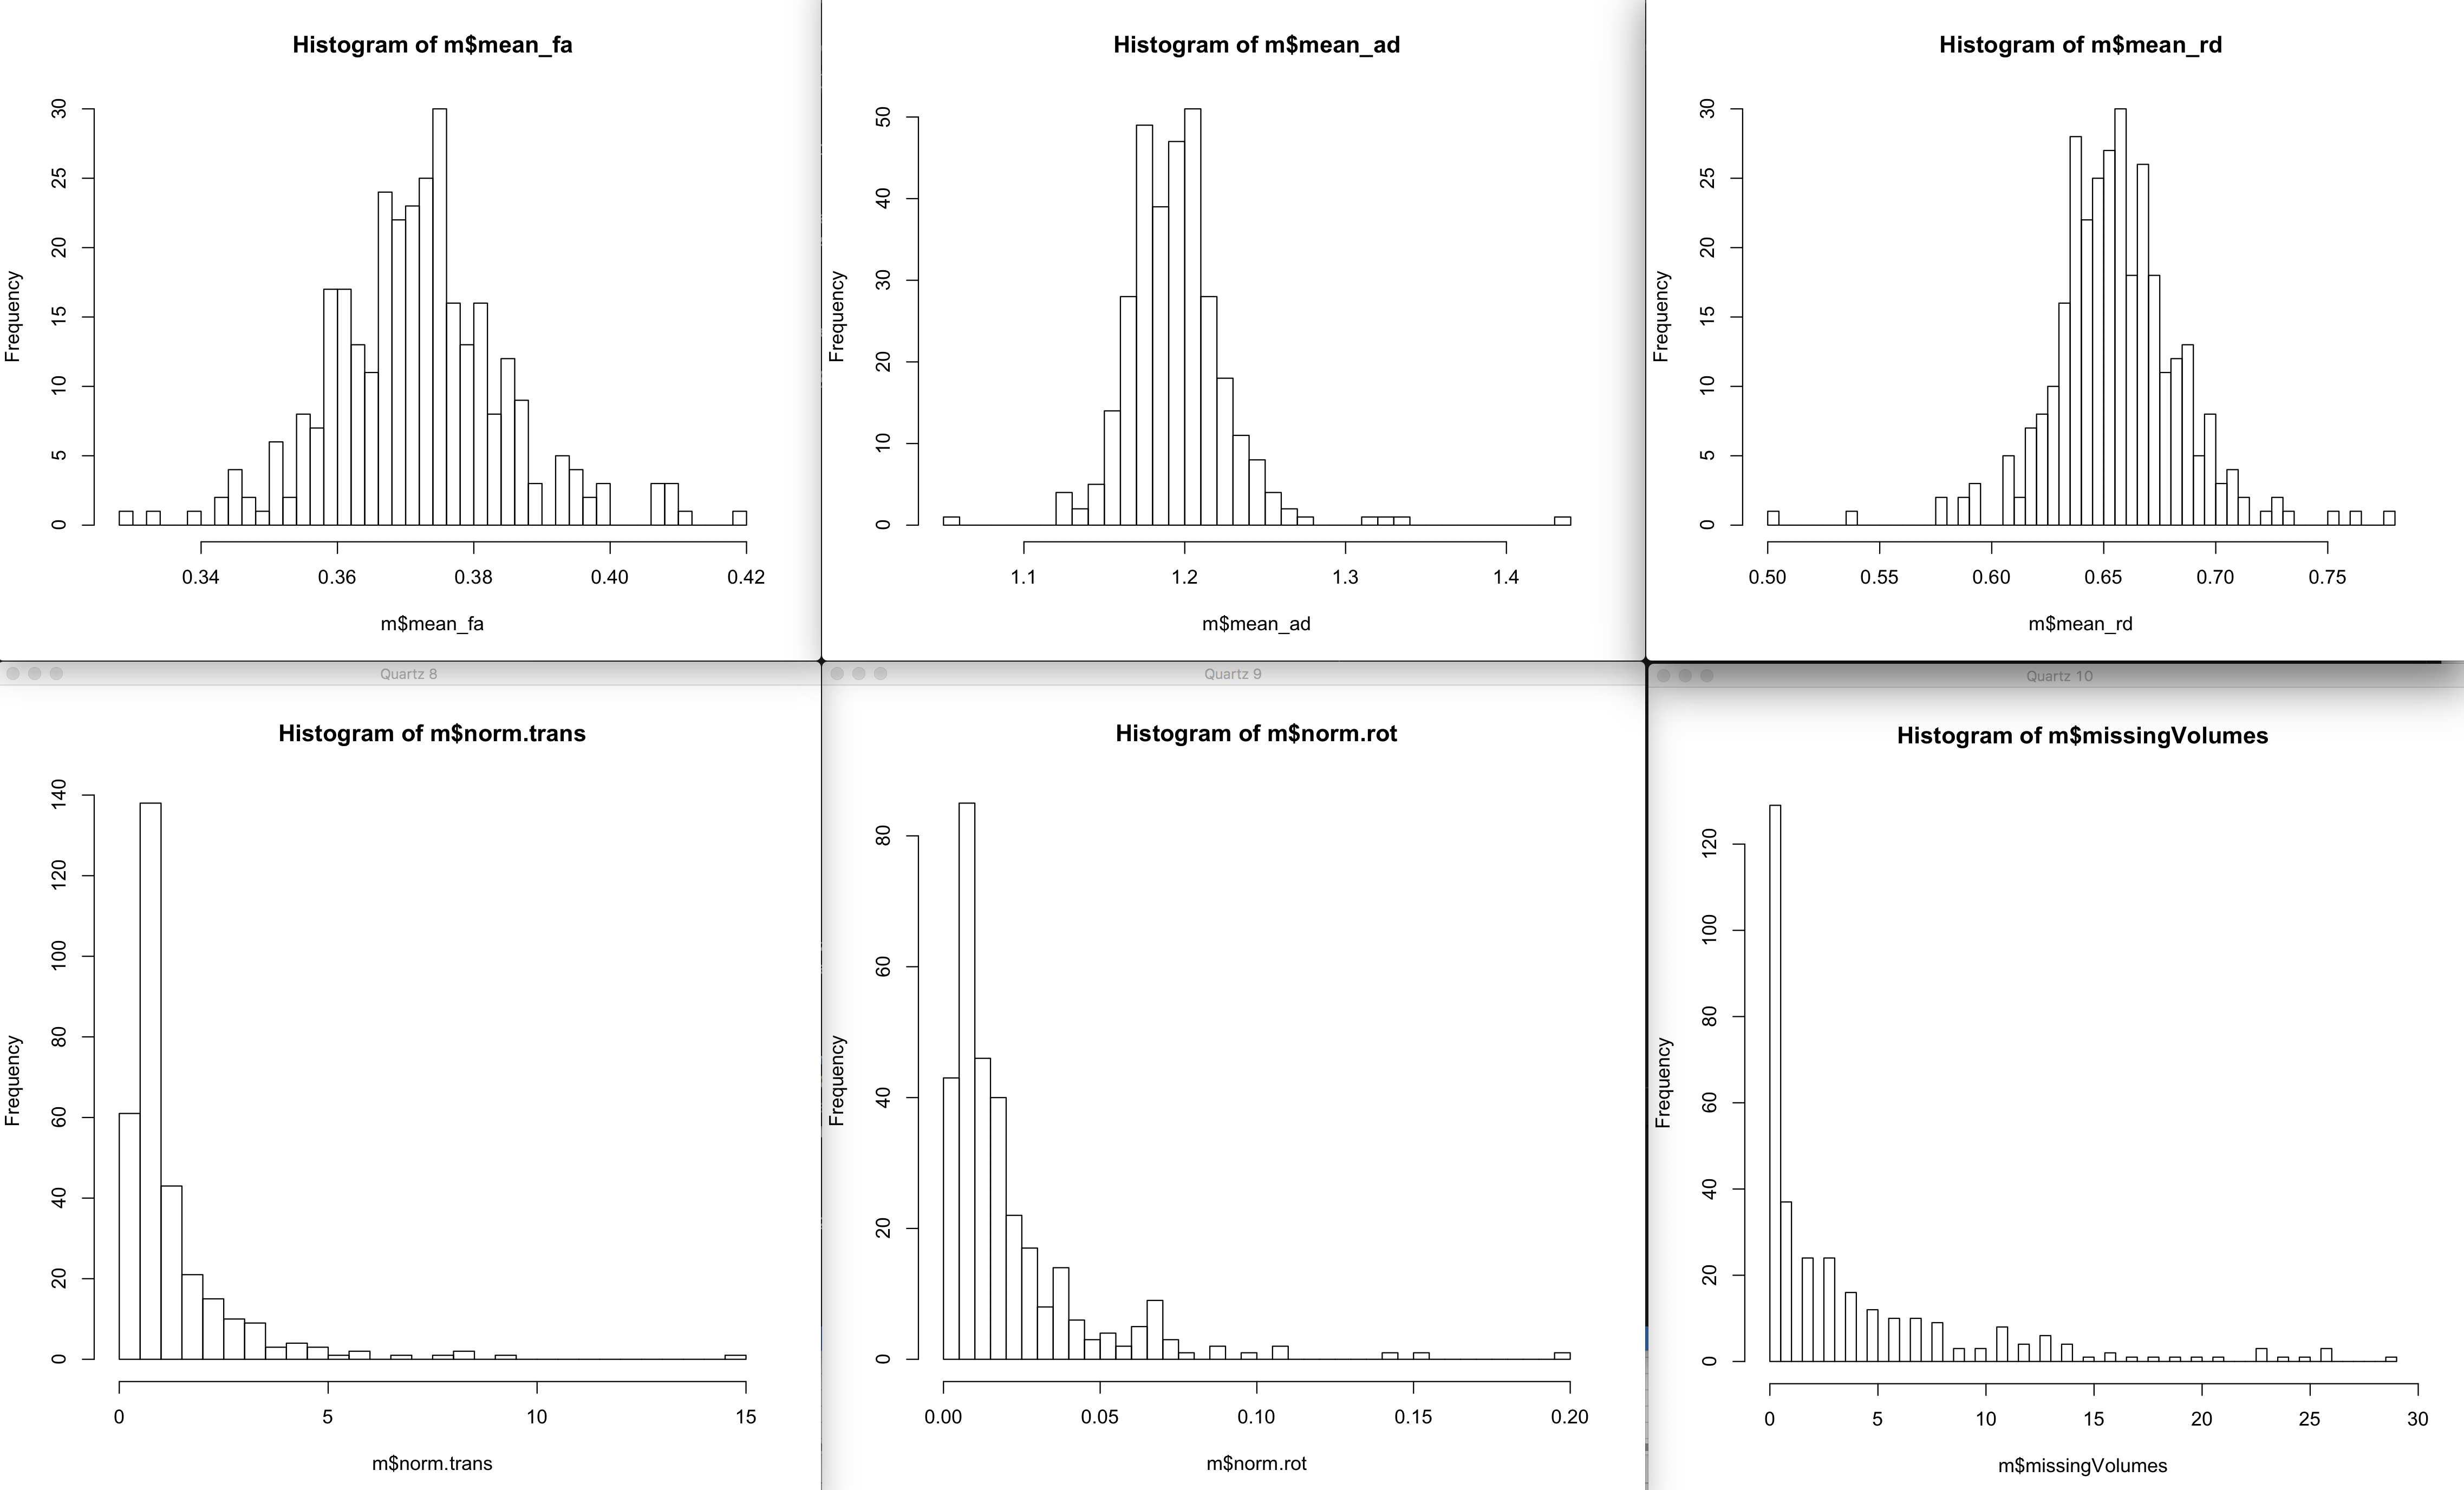 Histogram of m$mean_fa
Frequency
0 5 10 15 20 25 30
0.34 0.36 0.38 0.40 0.42
m$mean_fa
Histogram of m$mean_ad
Frequency
0 10 20 30 40 50
1.1 1.2 1.3 1.4
m$mean_ad
Histogram of m$mean_rd
Frequency
0 5 10 15 20 25 30
0.50 0.55 0.60 0.65 0.70 0.75
m$mean_rd
Quartz 8
Histogram of m$norm.trans
Frequency
0 20 40 60 80 100 120 140
0 5 10 15
m$norm.trans
Quartz 9
Histogram of m$norm.rot
Frequency
0 20 40 60 80
0.00 0.05 0.10 0.15 0.20
m$norm.rot
Quartz 10
Histogram of m$missingVolumes
Frequency
0 20 40 60 80 100 120
0 5 10 15 20 25 30
m$missingVolumes